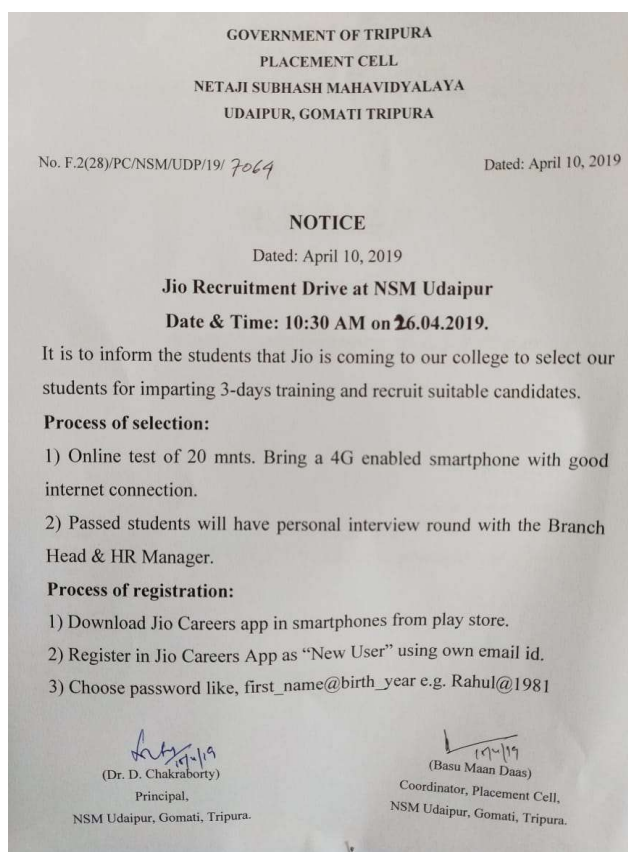 GOVERNMENT OF TRIPURA
PLACEMENT CELL
NETAJI SUBHASH MAHAVIDYALAYA
UDAIPUR, GOMATI TRIPURA
No. F.2(28)/PC/NSM/UDP/19/ 7064 Dated: April 10, 2019
NOTICE
Dated: April 10, 2019
Jio Recruitment Drive at NSM Udaipur
Date & Time: 10:30 AM on 26.04.2019.
It is to inform the students that Jio is coming to our college to select our
students for imparting 3-days training and recruit suitable candidates.
Process of selection:
1) Online test of 20 mnts. Bring a 4G enabled smartphone with good
internet connection.
2) Passed students will have personal interview round with the Branch
Head & HR Manager.
Process of registration:
1) Download Jio Careers app in smartphones from play store.
2) Register in Jio Careers App as “New User” using own email id.
3) Choose password like, first_name@birth_year e.g. Rahul@1981
(Dr. D. Chakraborty)
Principal,
NSM Udaipur, Gomati, Tripura.
(Basu Maan Daas)
Coordinator, Placement Cell,
NSM Udaipur, Gomati, Tripura.